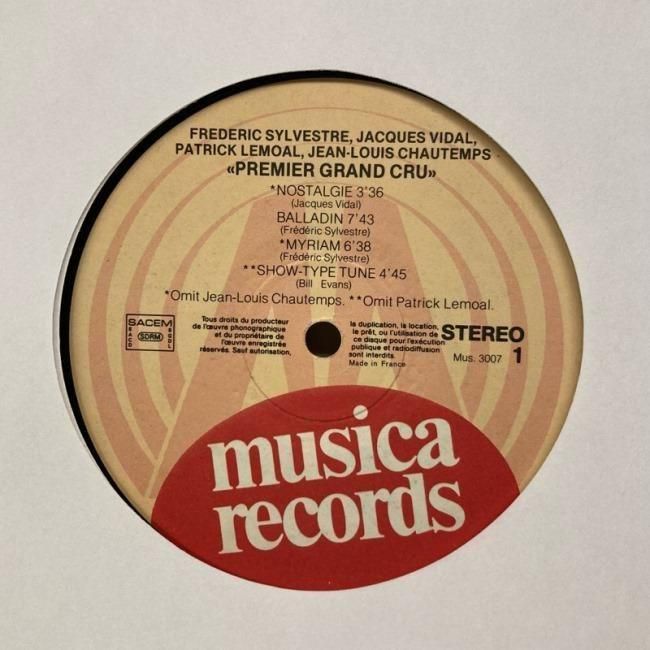 FREDERIC SYLVESTRE, JACQUES VIDAL,
PATRICK LEMOAL, JEAN-LOUIS CHAUTEMPS
«PREMIER GRAND CRU»
*NOSTALGIE 3'36
(Jacques Vidal)
BALLADIN 7'43
(Frédéric Sylvestre)
*MYRIAM 6'38
(Frédéric Sylvestre)
**SHOW-TYPE TUNE 4'45
(Bill Evans)
*Omit Jean-Louis Chautemps. **Omit Patrick Lemoal.
SACEM
SACD
SDRM
SGDL
Tous droits du producteur
de l'œuvre phonographique
et du propriétaire de
l'œuvre enregistrée
réservés. Sauf autorisation,
la duplication, la location,
le prêt, ou l'utilisation de
ce disque pour l'exécution
publique et radiodiffusion
sont interdits.
Made in France
STEREO
Mus. 3007
1
musica
records